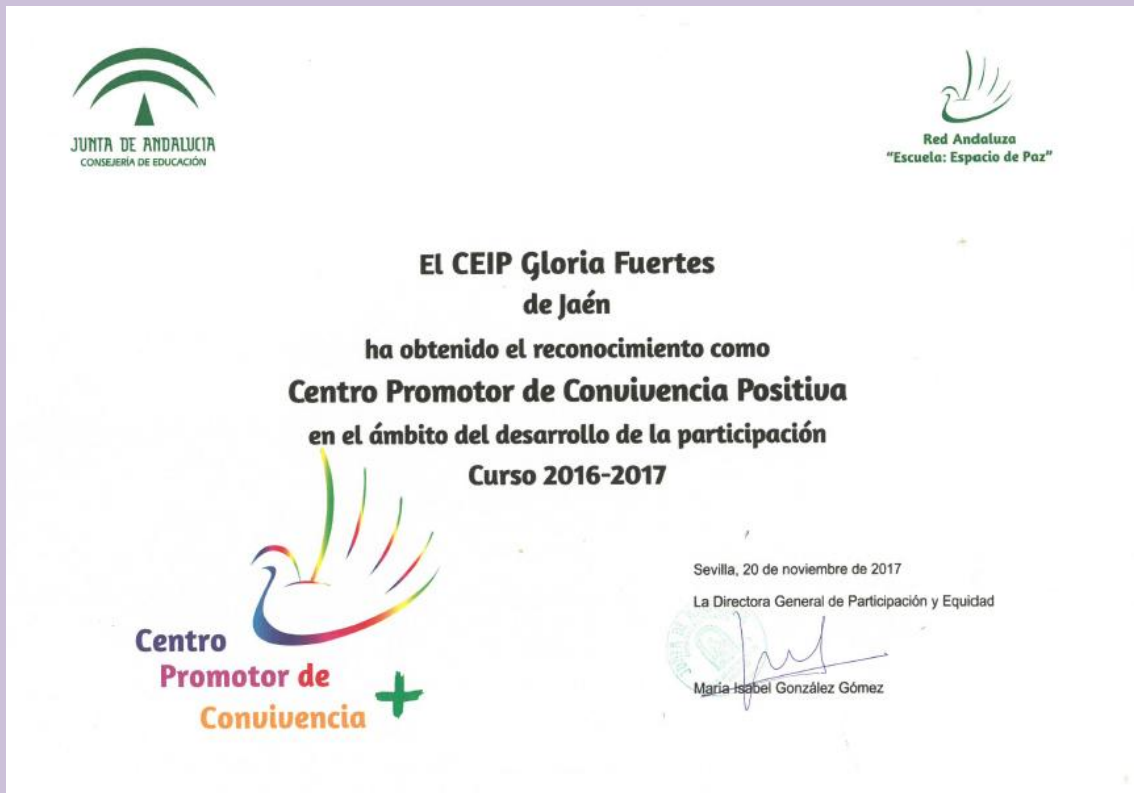 JUNTA DE ANDALUCIA
CONSEJERÍA DE EDUCACIÓN
Red Andaluza
"Escuela: Espacio de Paz"
El CEIP Gloria Fuertes
de Jaén
ha obtenido el reconocimiento como
Centro Promotor de Convivencia Positiva
en el ámbito del desarrollo de la participación
Curso 2016-2017
Sevilla, 20 de noviembre de 2017
La Directora General de Participación y Equidad
María Isabel González Gómez
Centro
Promotor de
Convivencia +